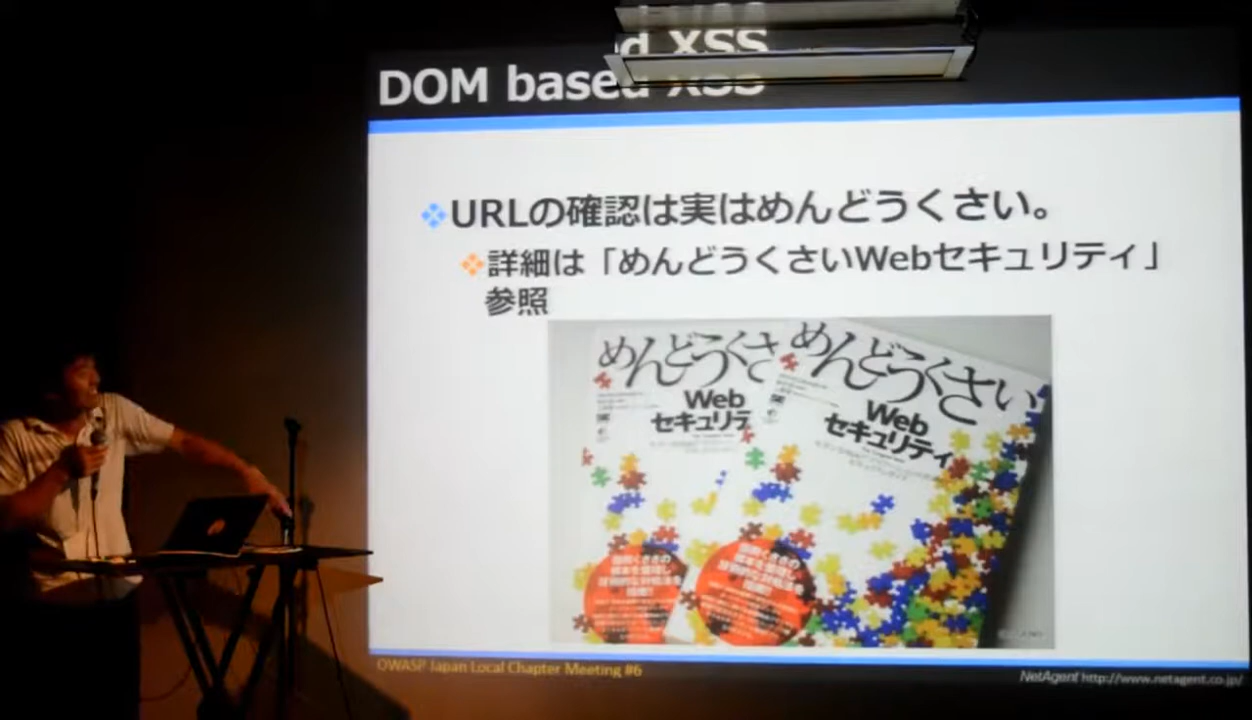 d XSS
DOM based XSS
URLの確認は実はめんどうくさい。
詳細は「めんどうくさいWebセキュリティ」
参照
めんどうくさ
Web
セキュリテ
めんどうくさい
Web
セキュリティ
OWASP Japan Local Chapter Meeting #6
NetAgent http://www.netagent.co.jp/